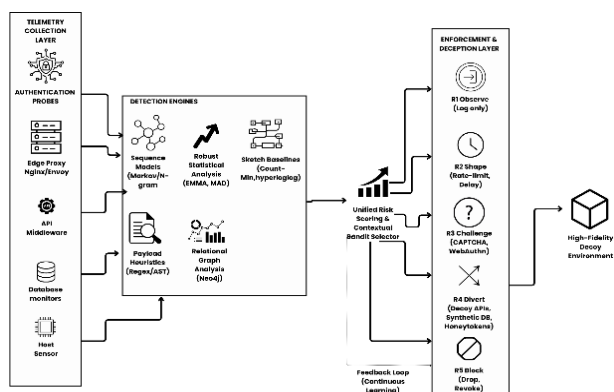 TELEMETRY
COLLECTION
LAYER
AUTHENTICATION
PROBES
Edge Proxy
Nginx/Envoy
API
Middleware
Database
monitors
Host
Sensor
DETECTION ENGINES
Sequence
Models
(Markov/N-
gram
Robust
Statistical
Analysis
(EMMA, MAD)
Sketch Baselines
(Count-
Min,hyperloglog)
Payload
Heuristics
(Regex/AST)
Relational
Graph
Analysis
(Neo4j)
Unified Risk
Scoring &
Contextual
Bandit Selector
Feedback Loop
(Continuous
Learning)
ENFORCEMENT &
DECEPTION LAYER
R1 Observe
(Log only)
R2 Shape
(Rate-limit,
Delay)
R3 Challenge
(CAPTCHA,
WebAuthn)
R4 Divert
(Decoy APIs,
Synthetic DB,
Honeytokens)
R5 Block
(Drop,
Revoke)
High-Fidelity
Decoy
Environment